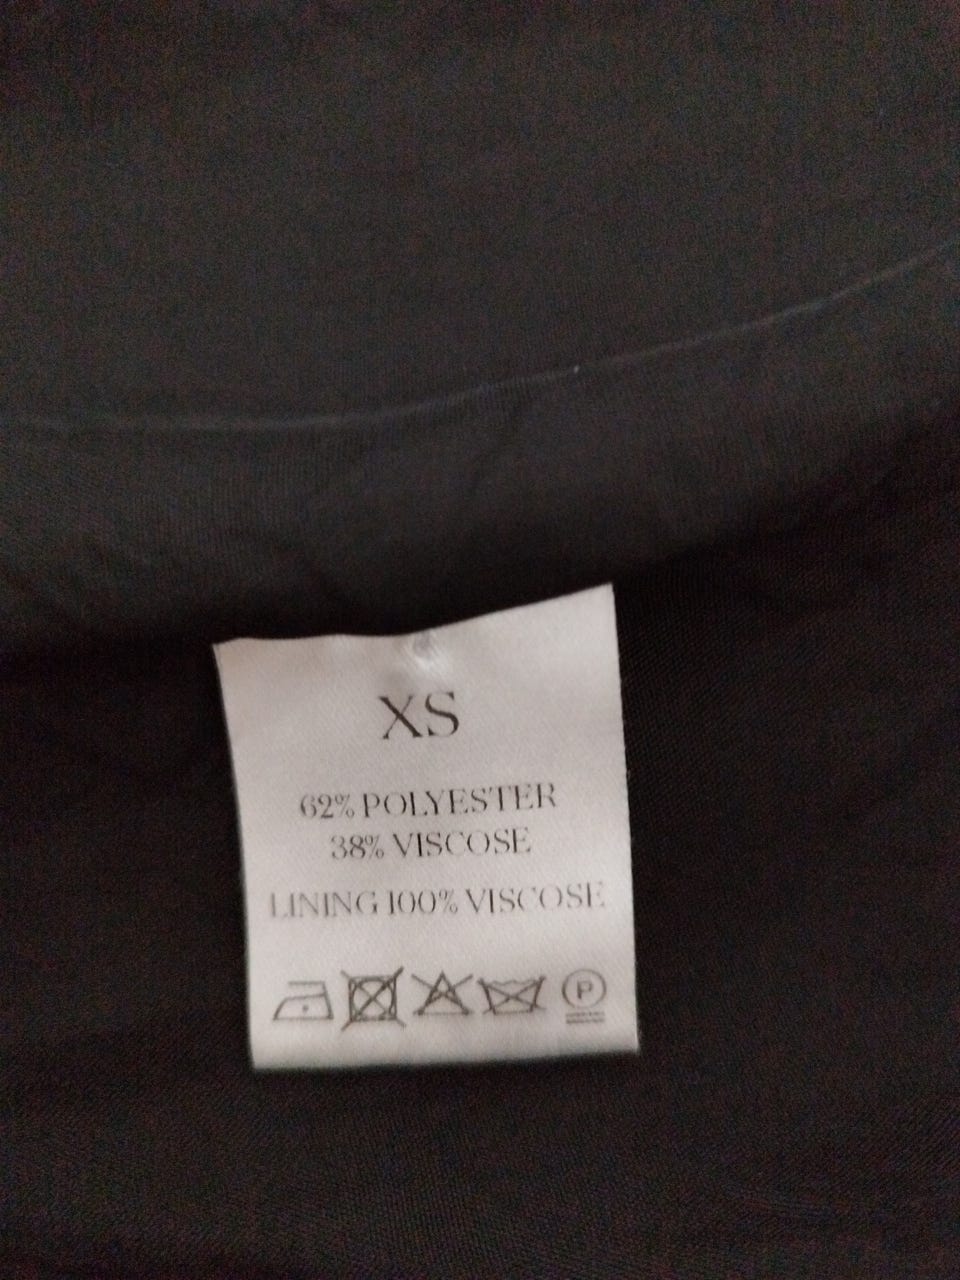 XS
62% POLYESTER
38% VISCOSE
LINING 100% VISCOSE
P